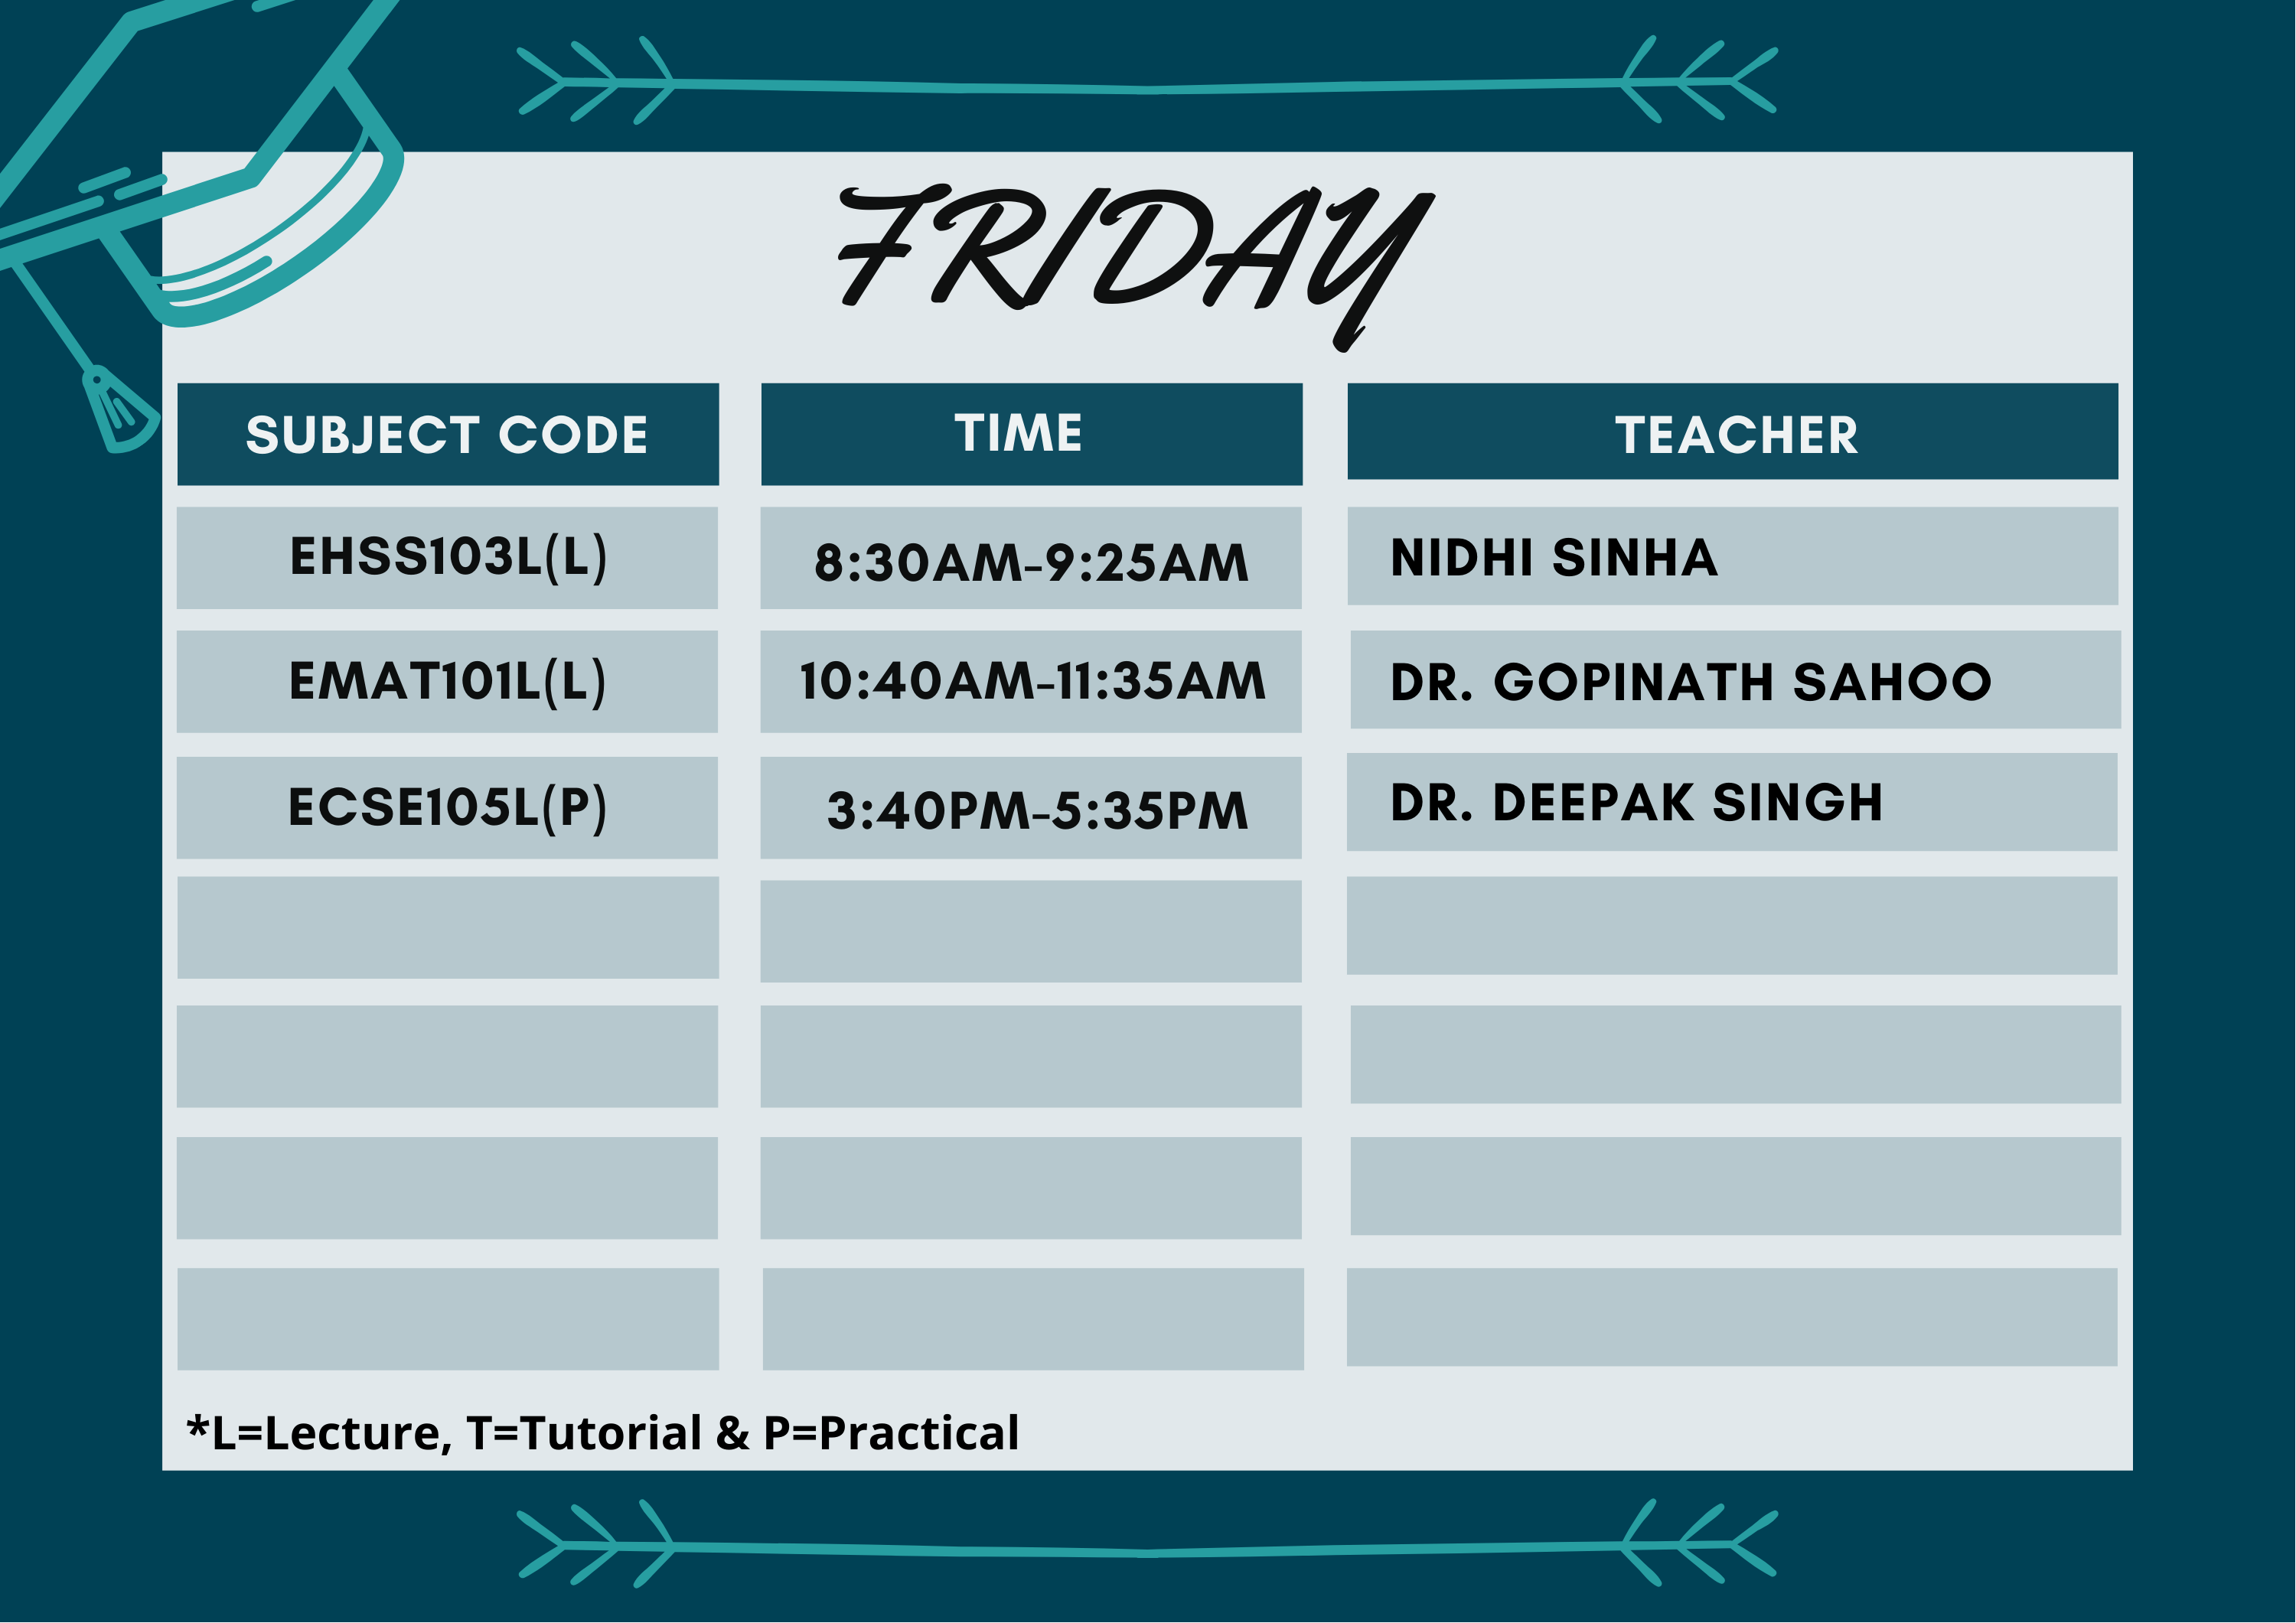 FRIDAY
SUBJECT CODE TIME TEACHER
EHSS103L(L) 8:30AM-9:25AM NIDHI SINHA
EMAT101L(L) 10:40AM-11:35AM DR. GOPINATH SAHOO
ECSE105L(P) 3:40PM-5:35PM DR. DEEPAK SINGH
*L=Lecture, T=Tutorial & P=Practical